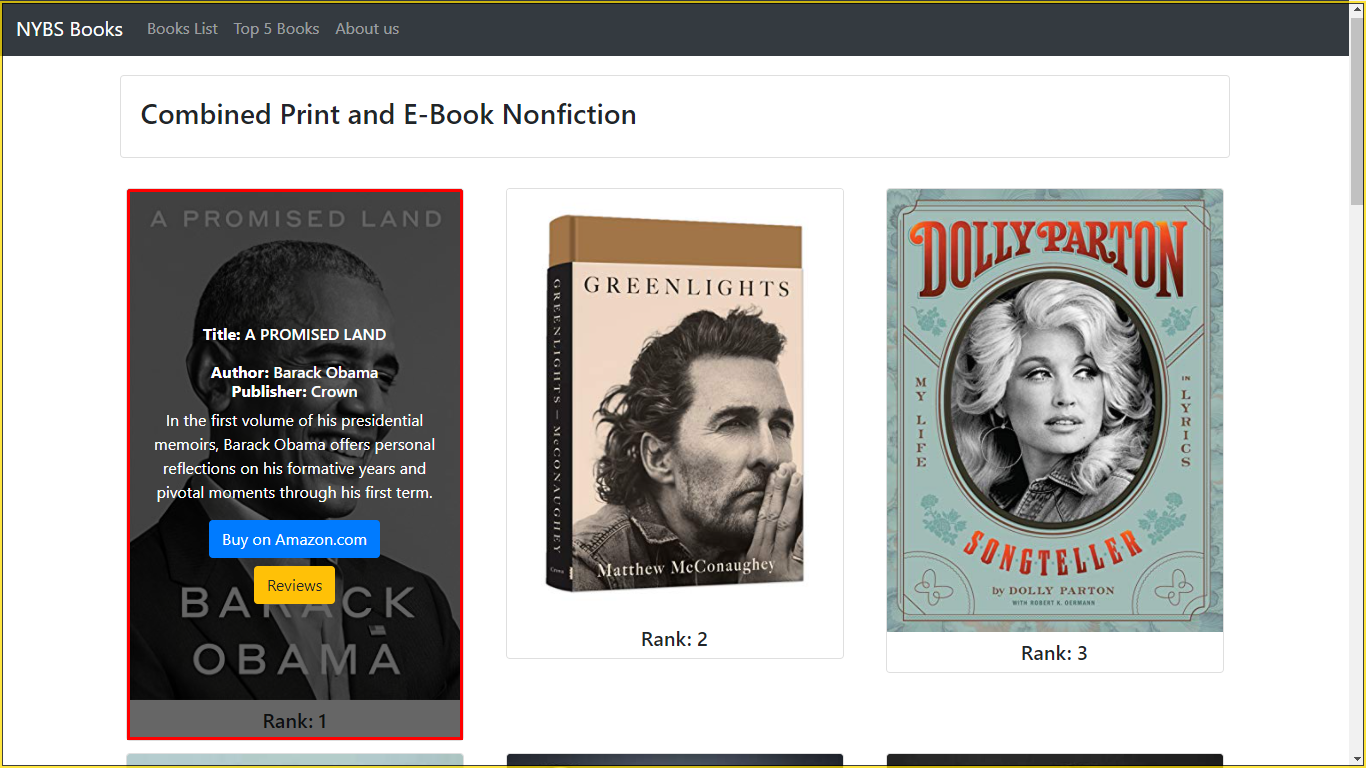 NYBS Books Books List Top 5 Books About us
Combined Print and E-Book Nonfiction
A PROMISED LAND
Title: A PROMISED LAND
Author: Barack Obama
Publisher: Crown
In the first volume of his presidential
memoirs, Barack Obama offers personal
reflections on his formative years and
pivotal moments through his first term.
Buy on Amazon.com
Reviews
BARACK
OBAMA
Rank: 1
GREENLIGHTS
GREENLIGHTS — McCONAUGHEY
Crown
Matthew McConaughey
Rank: 2
DOLLY PARTON
MY LIFE
IN LYRICS
SONGTELLER
by DOLLY PARTON
WITH ROBERT K. OERMANN
Rank: 3